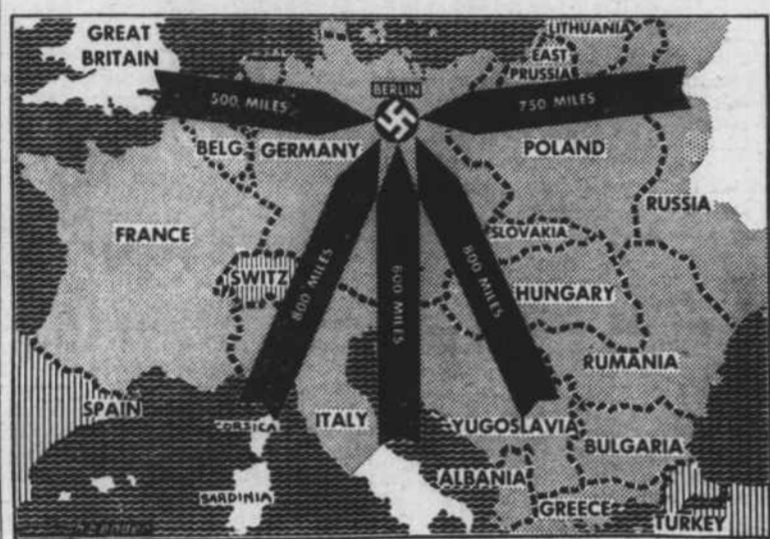 GREAT
BRITAIN
LITHUANIA
EAST
PRUSSIA
BERLIN
500 MILES
750 MILES
BELG.
GERMANY
POLAND
RUSSIA
FRANCE
SLOVAKIA
SWITZ
800 MILES
600 MILES
800 MILES
HUNGARY
RUMANIA
SPAIN
CORSICA
ITALY
YUGOSLAVIA
BULGARIA
ALBANIA
SARDINIA
GREECE
TURKEY